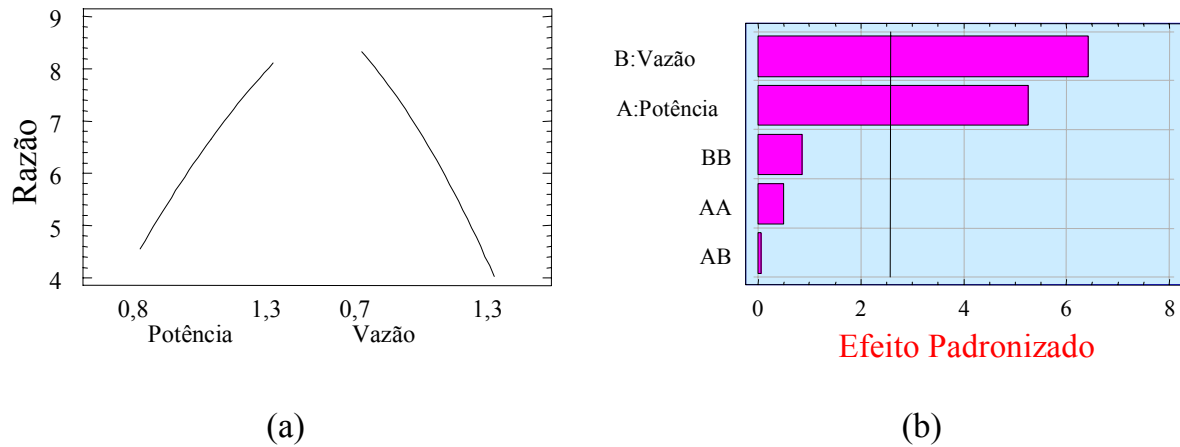 Razão
9
8
7
6
5
4
0,8 1,3 0,7 1,3
Potência Vazão
(a)
B:Vazão
A:Potência
BB
AA
AB
0 2 4 6 8
Efeito Padronizado
(b)